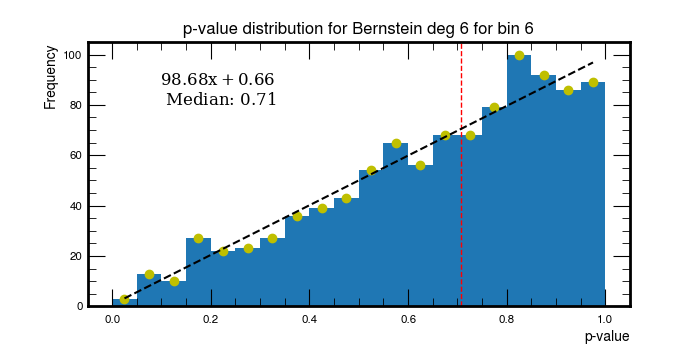 p-value distribution for Bernstein deg 6 for bin 6
Frequency
98.68x + 0.66
Median: 0.71
100
80
60
40
20
0
0.0 0.2 0.4 0.6 0.8 1.0
p-value